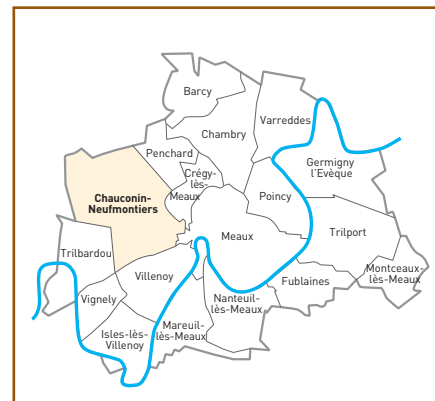 Barcy
Varreddes
Chambry
Penchard
Germigny
l'Evèque
Crégy-
lès-
Meaux
Chauconin-
Neufmontiers
Poincy
Meaux
Trilport
Trilbardou
Villenoy
Montceaux-
lès-Meaux
Fublaines
Vignely
Nanteuil-
lès-Meaux
Mareuil-
lès-Meaux
Isles-lès-
Villenoy